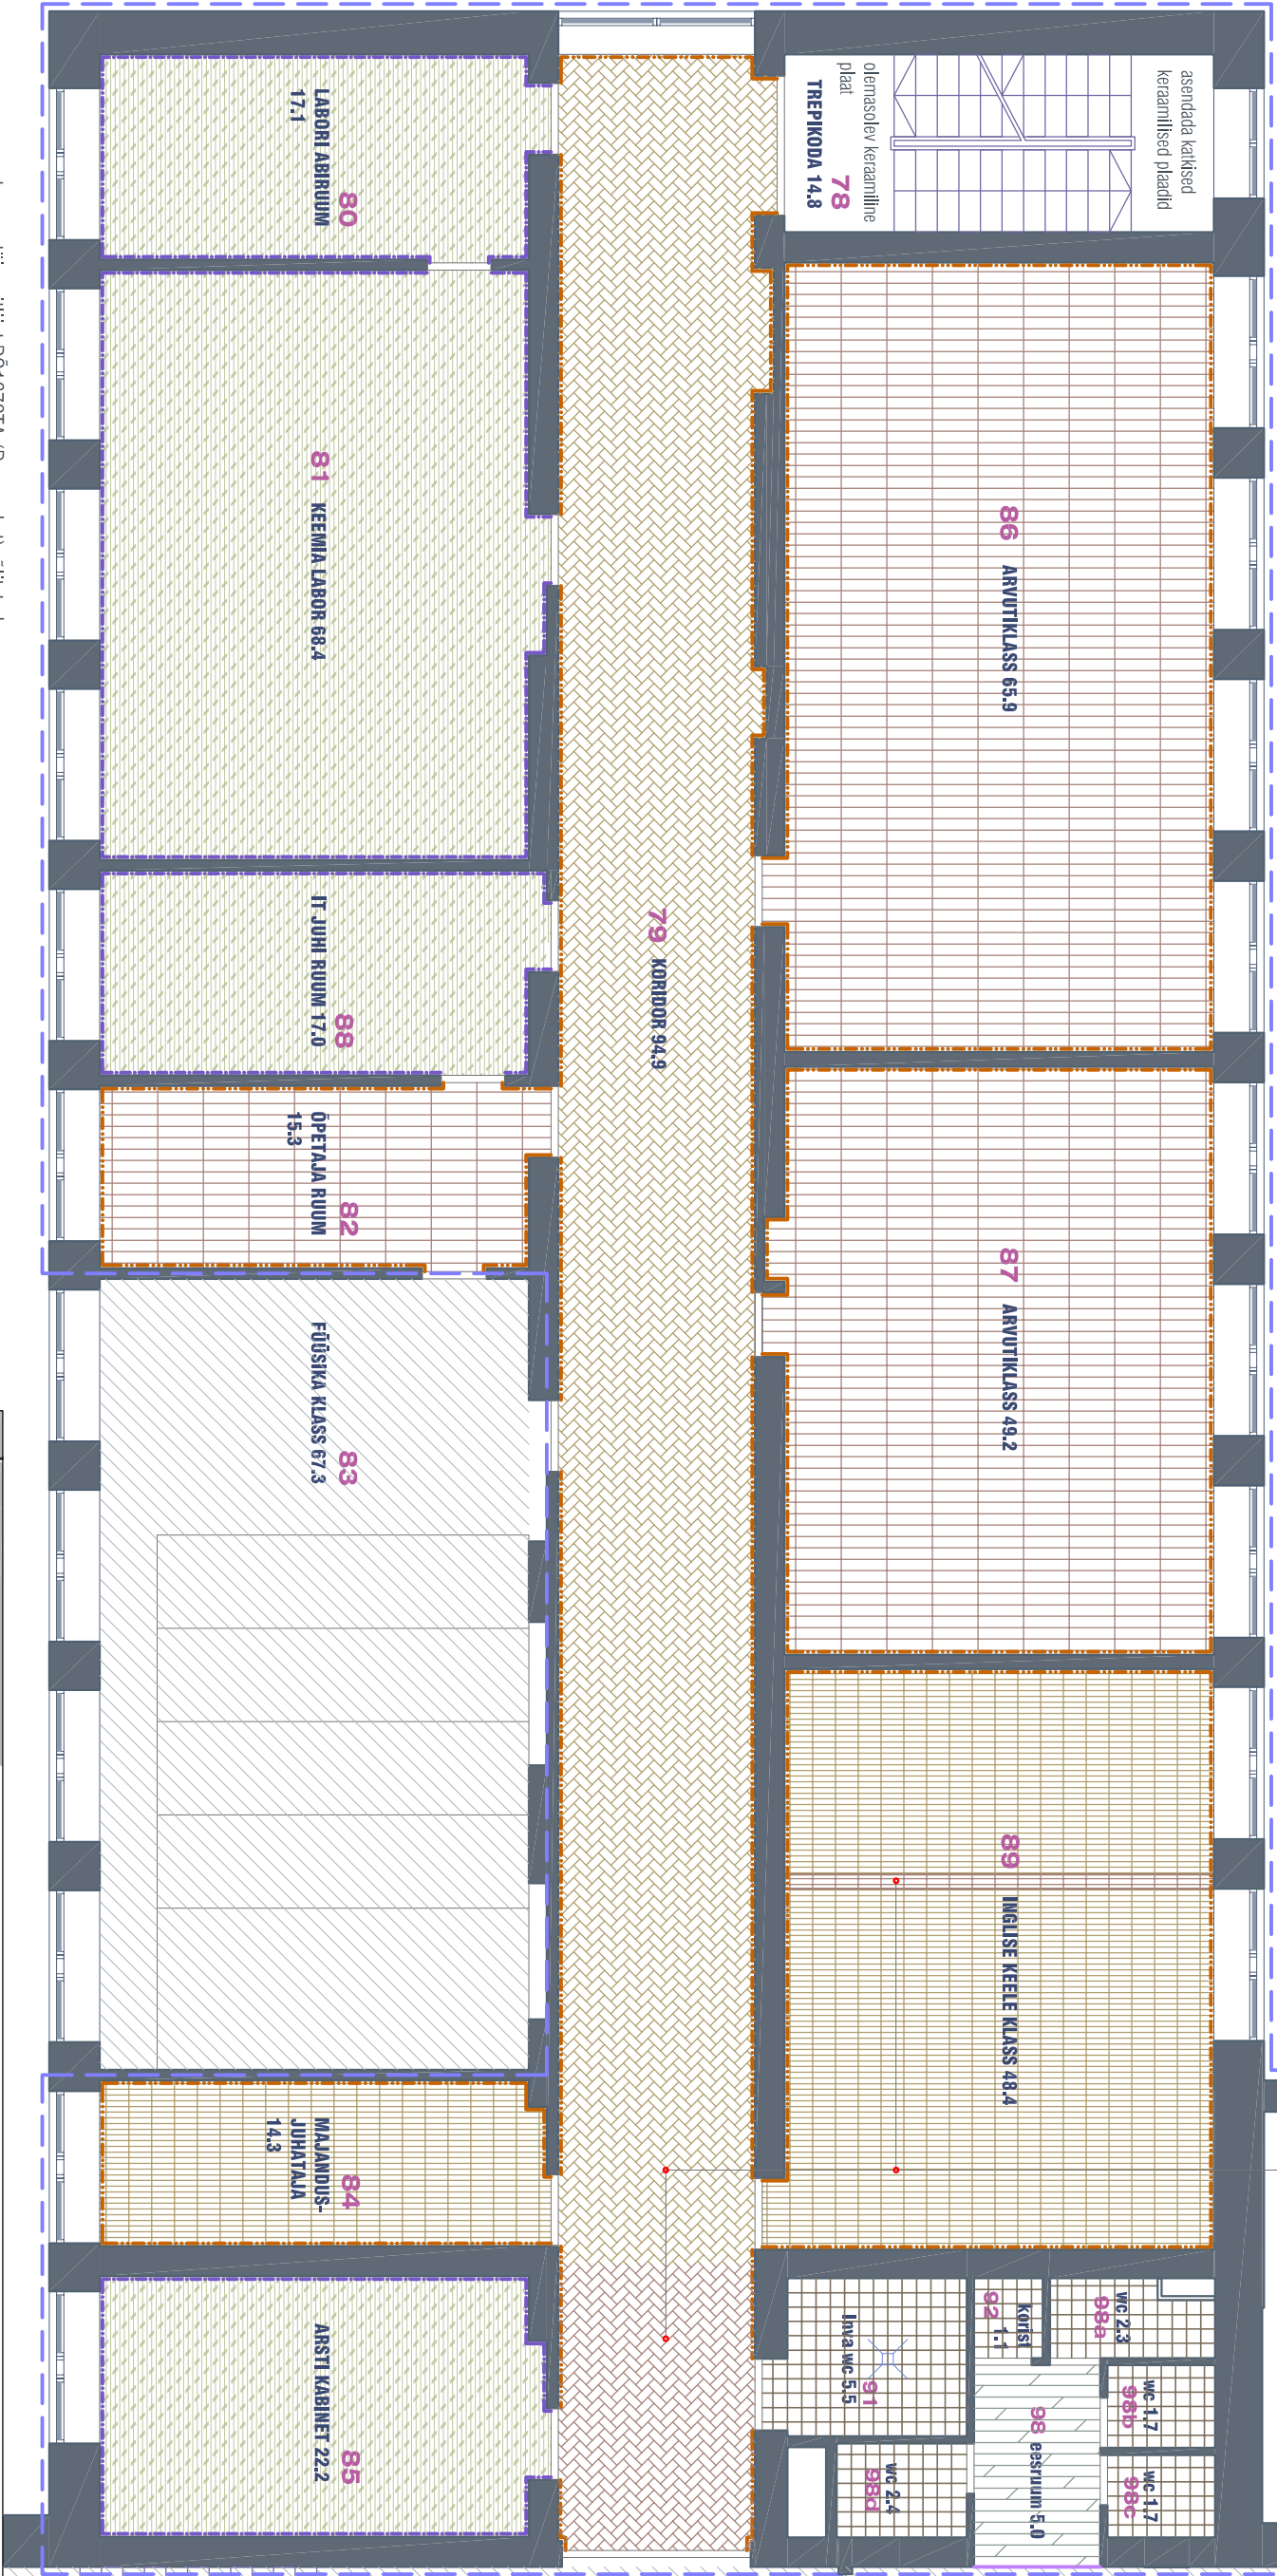 asendada katkised
keraamilised plaadid
olemasolev keraamiline
plaat
78
TREPIKODA 14.8
80
LABORI ABIRUUM
17.1
86 ARVUTIKLASS 65.9
81 KEEMIA LABOR 68.4
79 KORIDOR 94.9
88
IT JUHI RUUM 17.0
82
ÕPETAJA RUUM
15.3
87 ARVUTIKLASS 49.2
83
FÜÜSIKA KLASS 67.3
89 INGLISE KEELE KLASS 48.4
84
MAJANDUS-
JUHATAJA
14.3
85
ARSTI KABINET 22.2
wc 2.3
98a
korist
92 1.1
Inva wc 5.5
91
wc 1.7
98b
wc 1.7
98c
98 eesruum 5.0
wc 2.4
98d